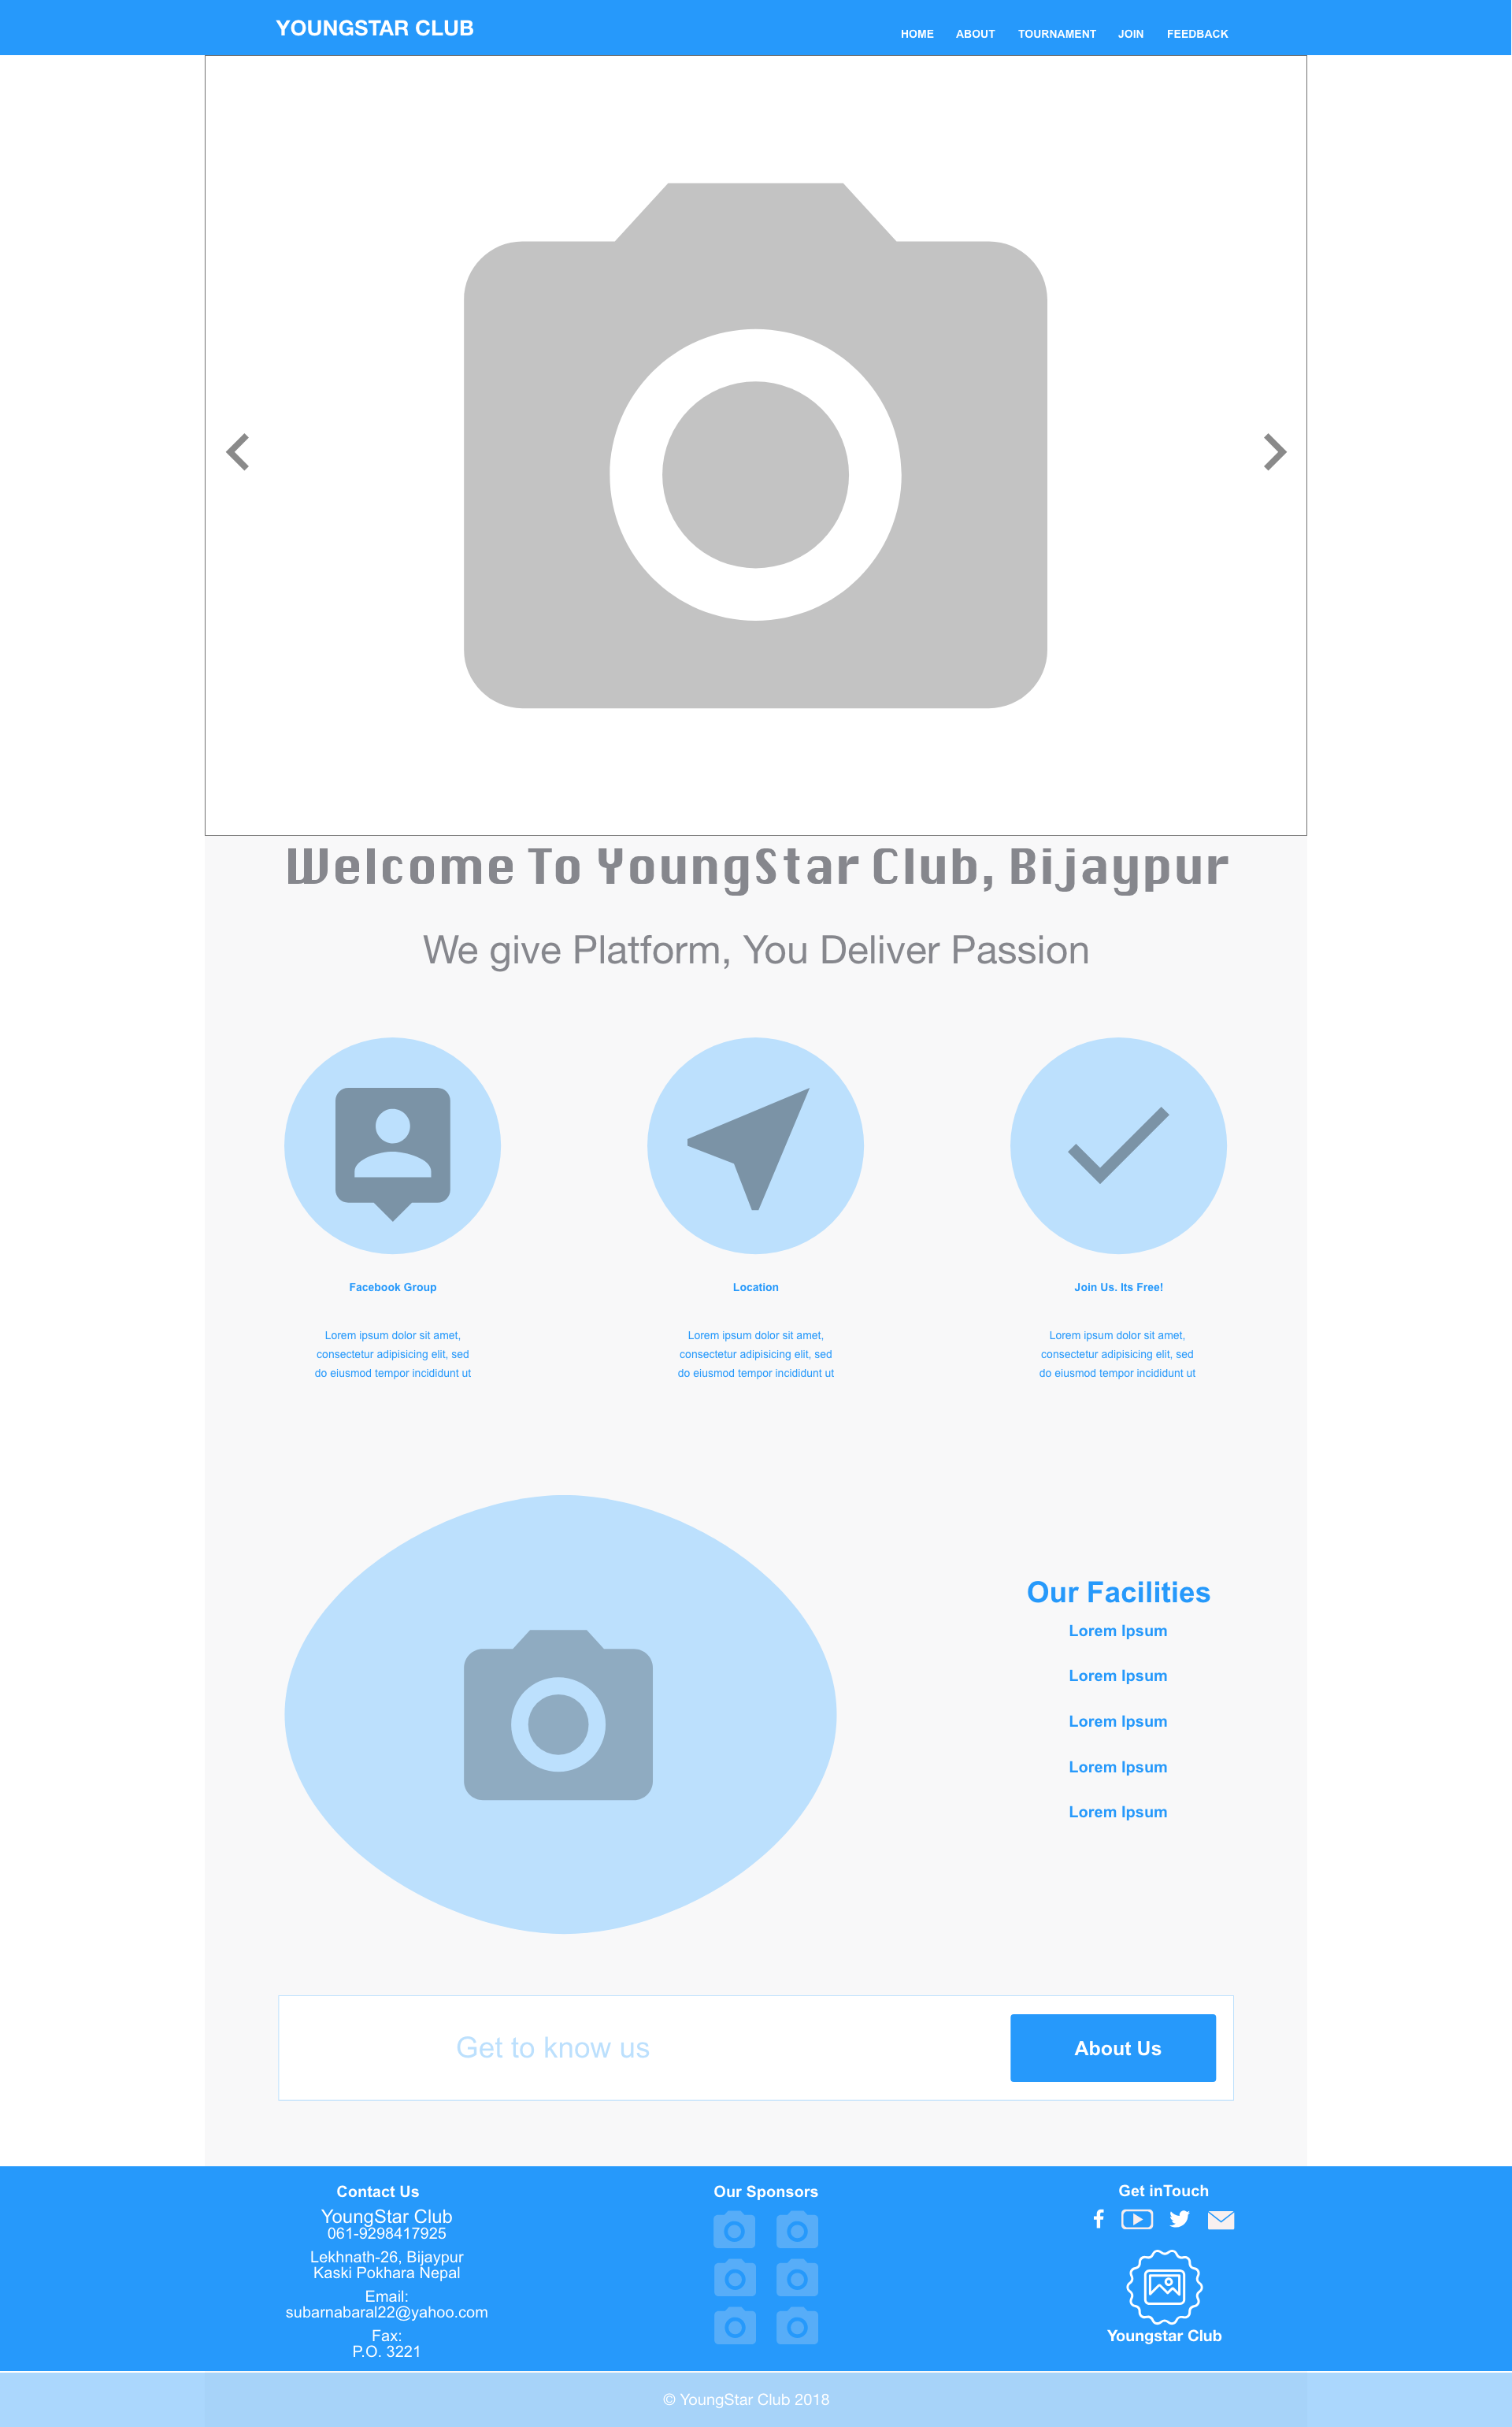 YOUNGSTAR CLUB
HOME ABOUT TOURNAMENT JOIN FEEDBACK
Welcome To YoungStar Club, Bijaypur
We give Platform, You Deliver Passion
Facebook Group
Lorem ipsum dolor sit amet,
consectetur adipisicing elit, sed
do eiusmod tempor incididunt ut
Location
Lorem ipsum dolor sit amet,
consectetur adipisicing elit, sed
do eiusmod tempor incididunt ut
Join Us. Its Free!
Lorem ipsum dolor sit amet,
consectetur adipisicing elit, sed
do eiusmod tempor incididunt ut
Our Facilities
Lorem Ipsum
Lorem Ipsum
Lorem Ipsum
Lorem Ipsum
Lorem Ipsum
Get to know us
About Us
Contact Us
YoungStar Club
061-9298417925
Lekhnath-26, Bijaypur
Kaski Pokhara Nepal
Email:
subarnabaral22@yahoo.com
Fax:
P.O. 3221
Our Sponsors
Get inTouch
Youngstar Club
© YoungStar Club 2018